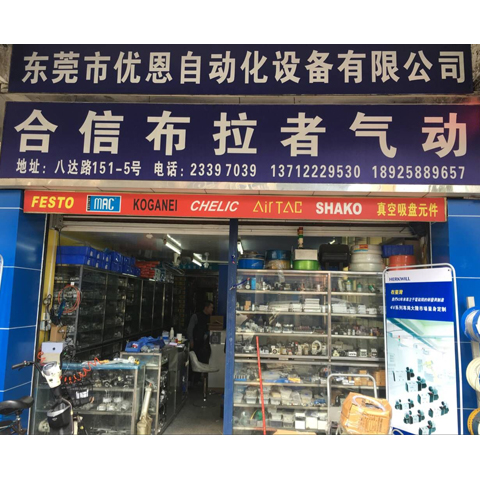 东莞市优恩自动化设备有限公司
合信布拉者气动
地址：八达路151-5号 电话：23397039 13712229530 18925889657
FESTO MAC KOGANEI CHELIC AirTAC SHAKO 真空吸盘元件
HERKWILL